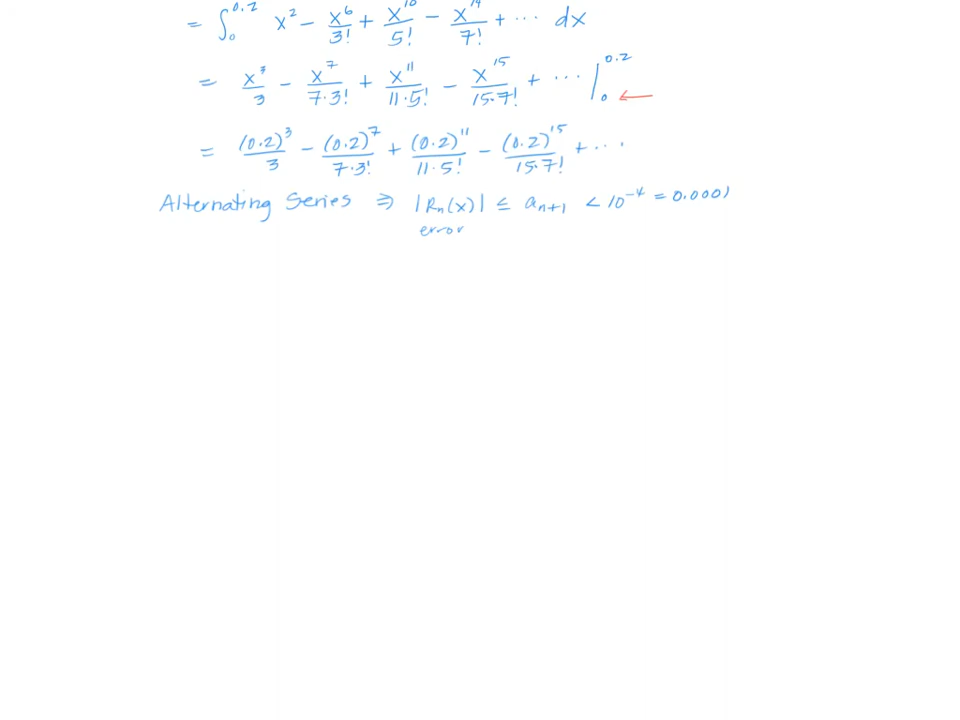 = ∫₀^0.2 x² − x⁶/3! + x¹⁰/5! − x¹⁴/7! + ⋯ dx
= x³/3 − x⁷/(7·3!) + x¹¹/(11·5!) − x¹⁵/(15·7!) + ⋯ |₀^0.2 ←
= (0.2)³/3 − (0.2)⁷/(7·3!) + (0.2)¹¹/(11·5!) − (0.2)¹⁵/(15·7!) + ⋯
Alternating Series ⇒ |Rₙ(x)| ≤ aₙ₊₁ < 10⁻⁴ = 0.0001
error